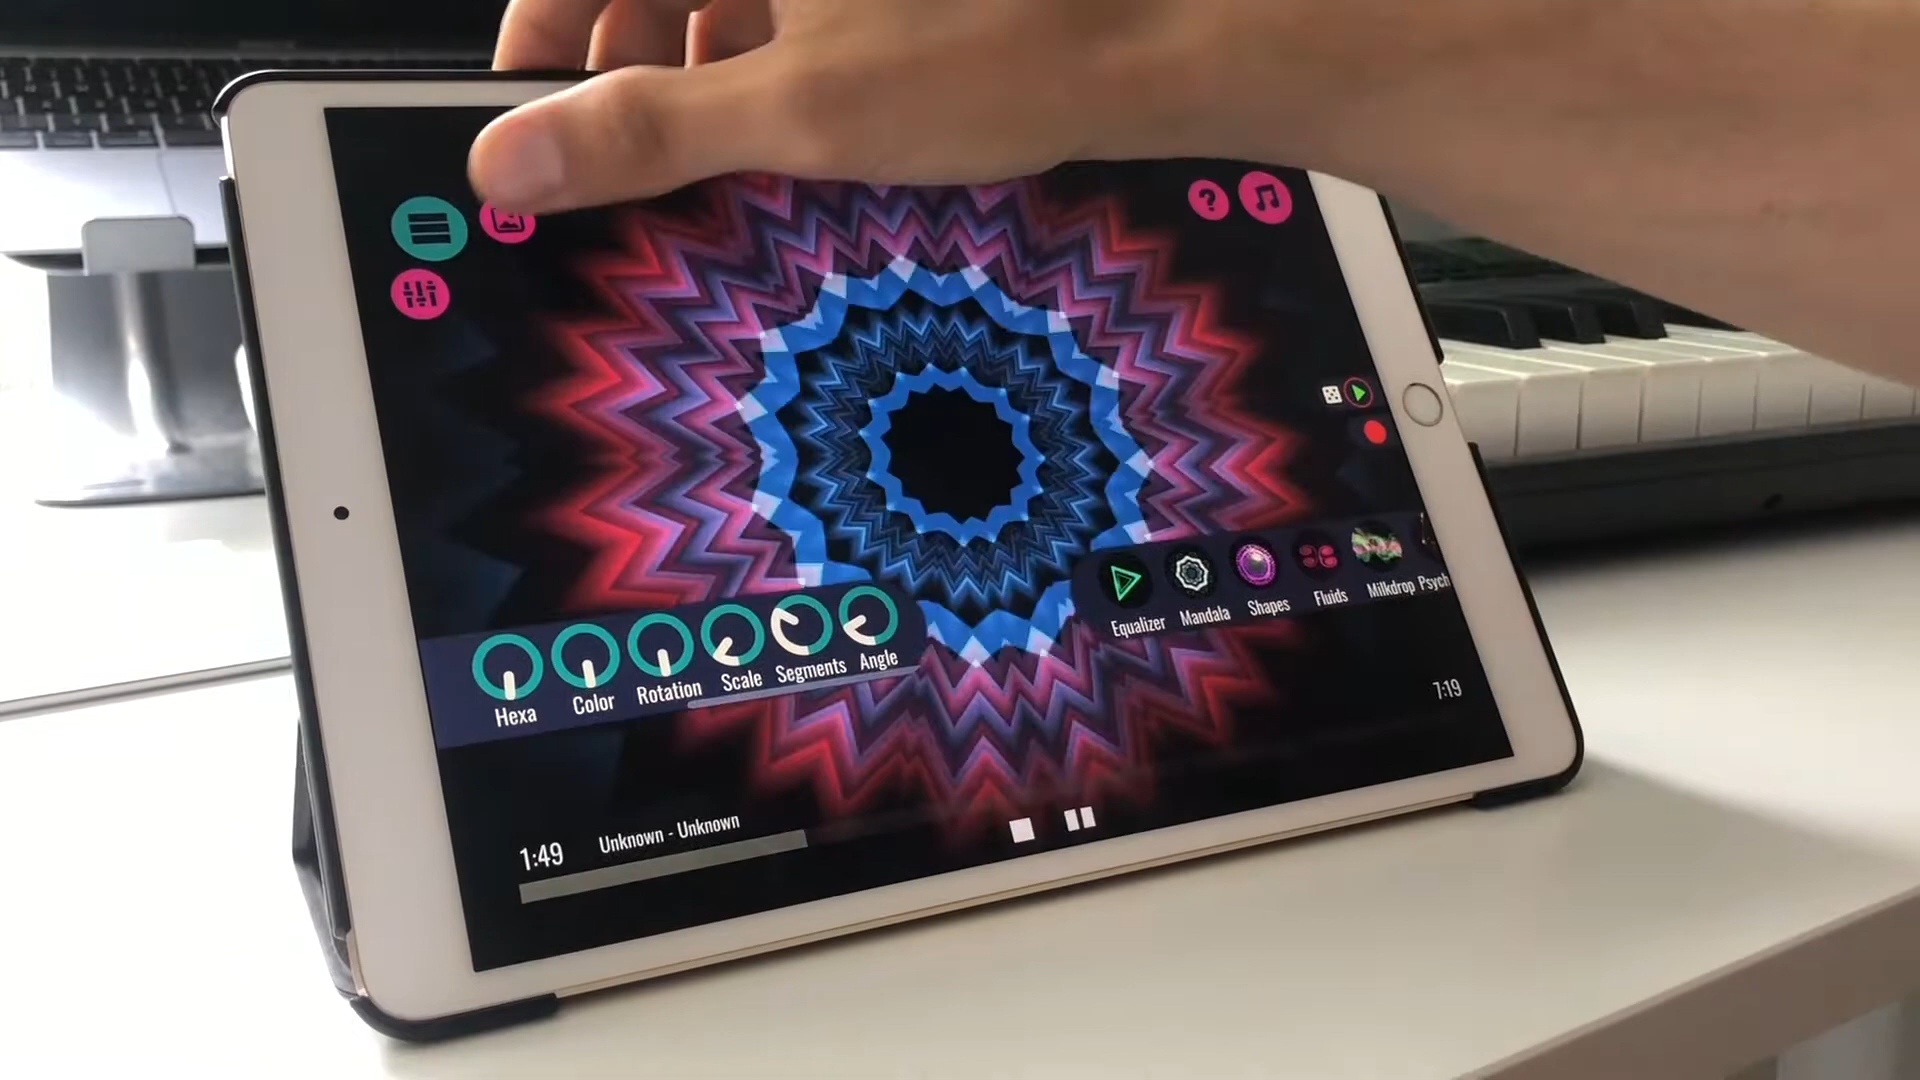 ?
Equalizer Mandala Shapes Fluids Milkdrop Psych
Hexa Color Rotation Scale Segments Angle
7:19
1:49 Unknown - Unknown